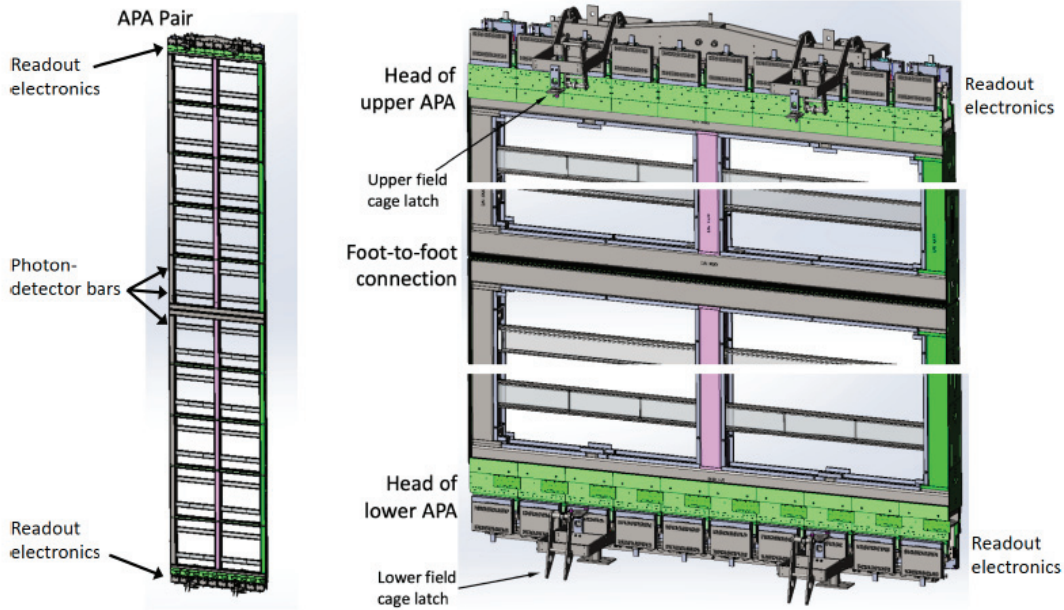 APA Pair
Readout
electronics
Photon-
detector bars
Readout
electronics
Head of
upper APA
Readout
electronics
Upper field
cage latch
Foot-to-foot
connection
Head of
lower APA
Readout
electronics
Lower field
cage latch